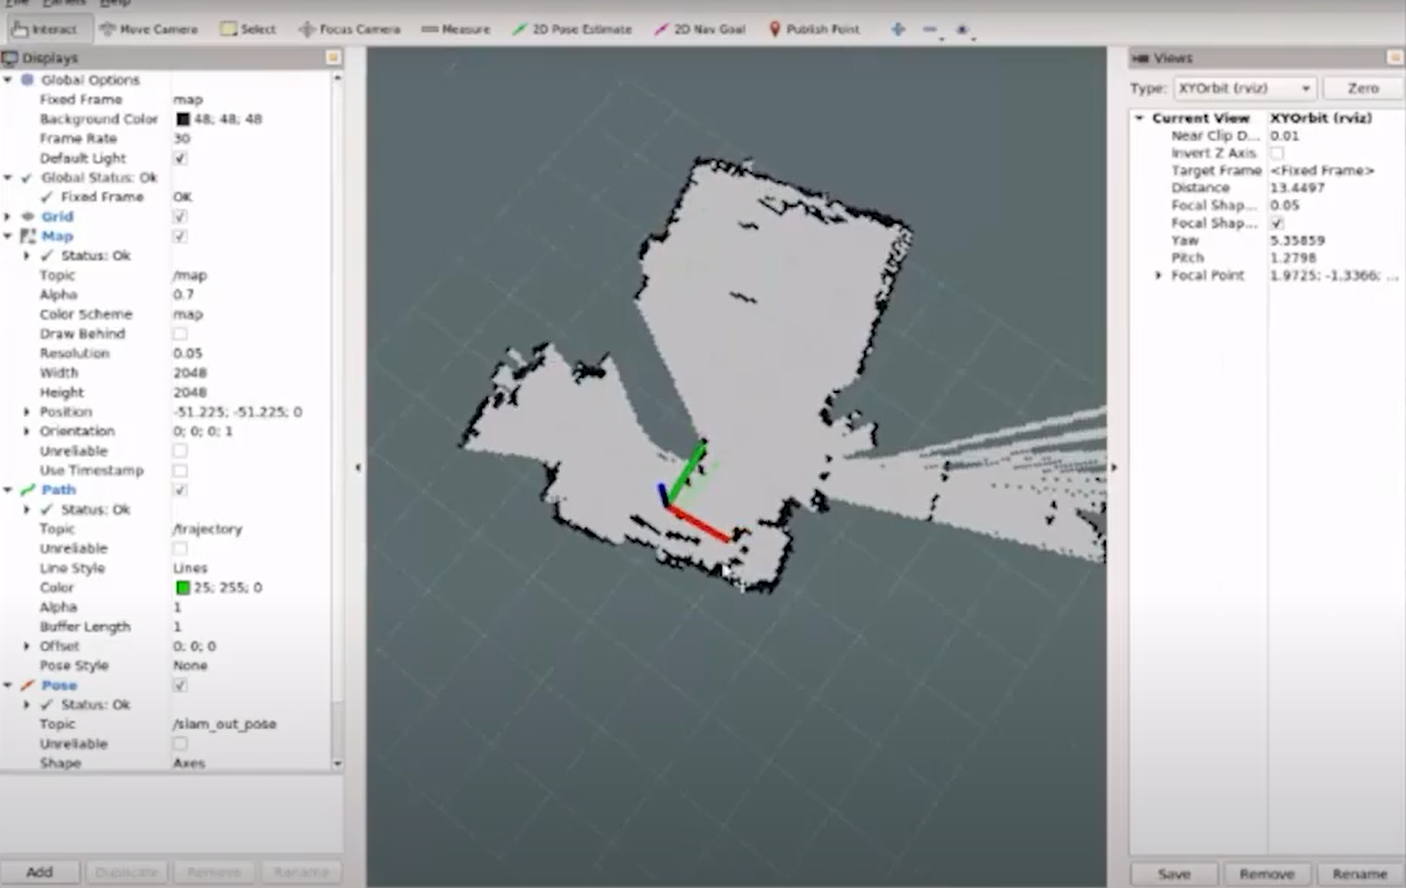 File Panels Help
Interact Move Camera Select Focus Camera Measure 2D Pose Estimate 2D Nav Goal Publish Point
Displays
Global Options
Fixed Frame map
Background Color 48; 48; 48
Frame Rate 30
Default Light
Global Status: Ok
Fixed Frame OK
Grid
Map
Status: Ok
Topic /map
Alpha 0.7
Color Scheme map
Draw Behind
Resolution 0.05
Width 2048
Height 2048
Position -51.225; -51.225; 0
Orientation 0; 0; 0; 1
Unreliable
Use Timestamp
Path
Status: Ok
Topic /trajectory
Unreliable
Line Style Lines
Color 25; 255; 0
Alpha 1
Buffer Length 1
Offset 0; 0; 0
Pose Style None
Pose
Status: Ok
Topic /slam_out_pose
Unreliable
Shape Axes
Add Duplicate Remove Rename
Views
Type: XYOrbit (rviz) Zero
Current View XYOrbit (rviz)
Near Clip D... 0.01
Invert Z Axis
Target Frame <Fixed Frame>
Distance 13.4497
Focal Shap... 0.05
Focal Shap...
Yaw 5.35859
Pitch 1.2798
Focal Point 1.9725; -1.3366; ...
Save Remove Rename